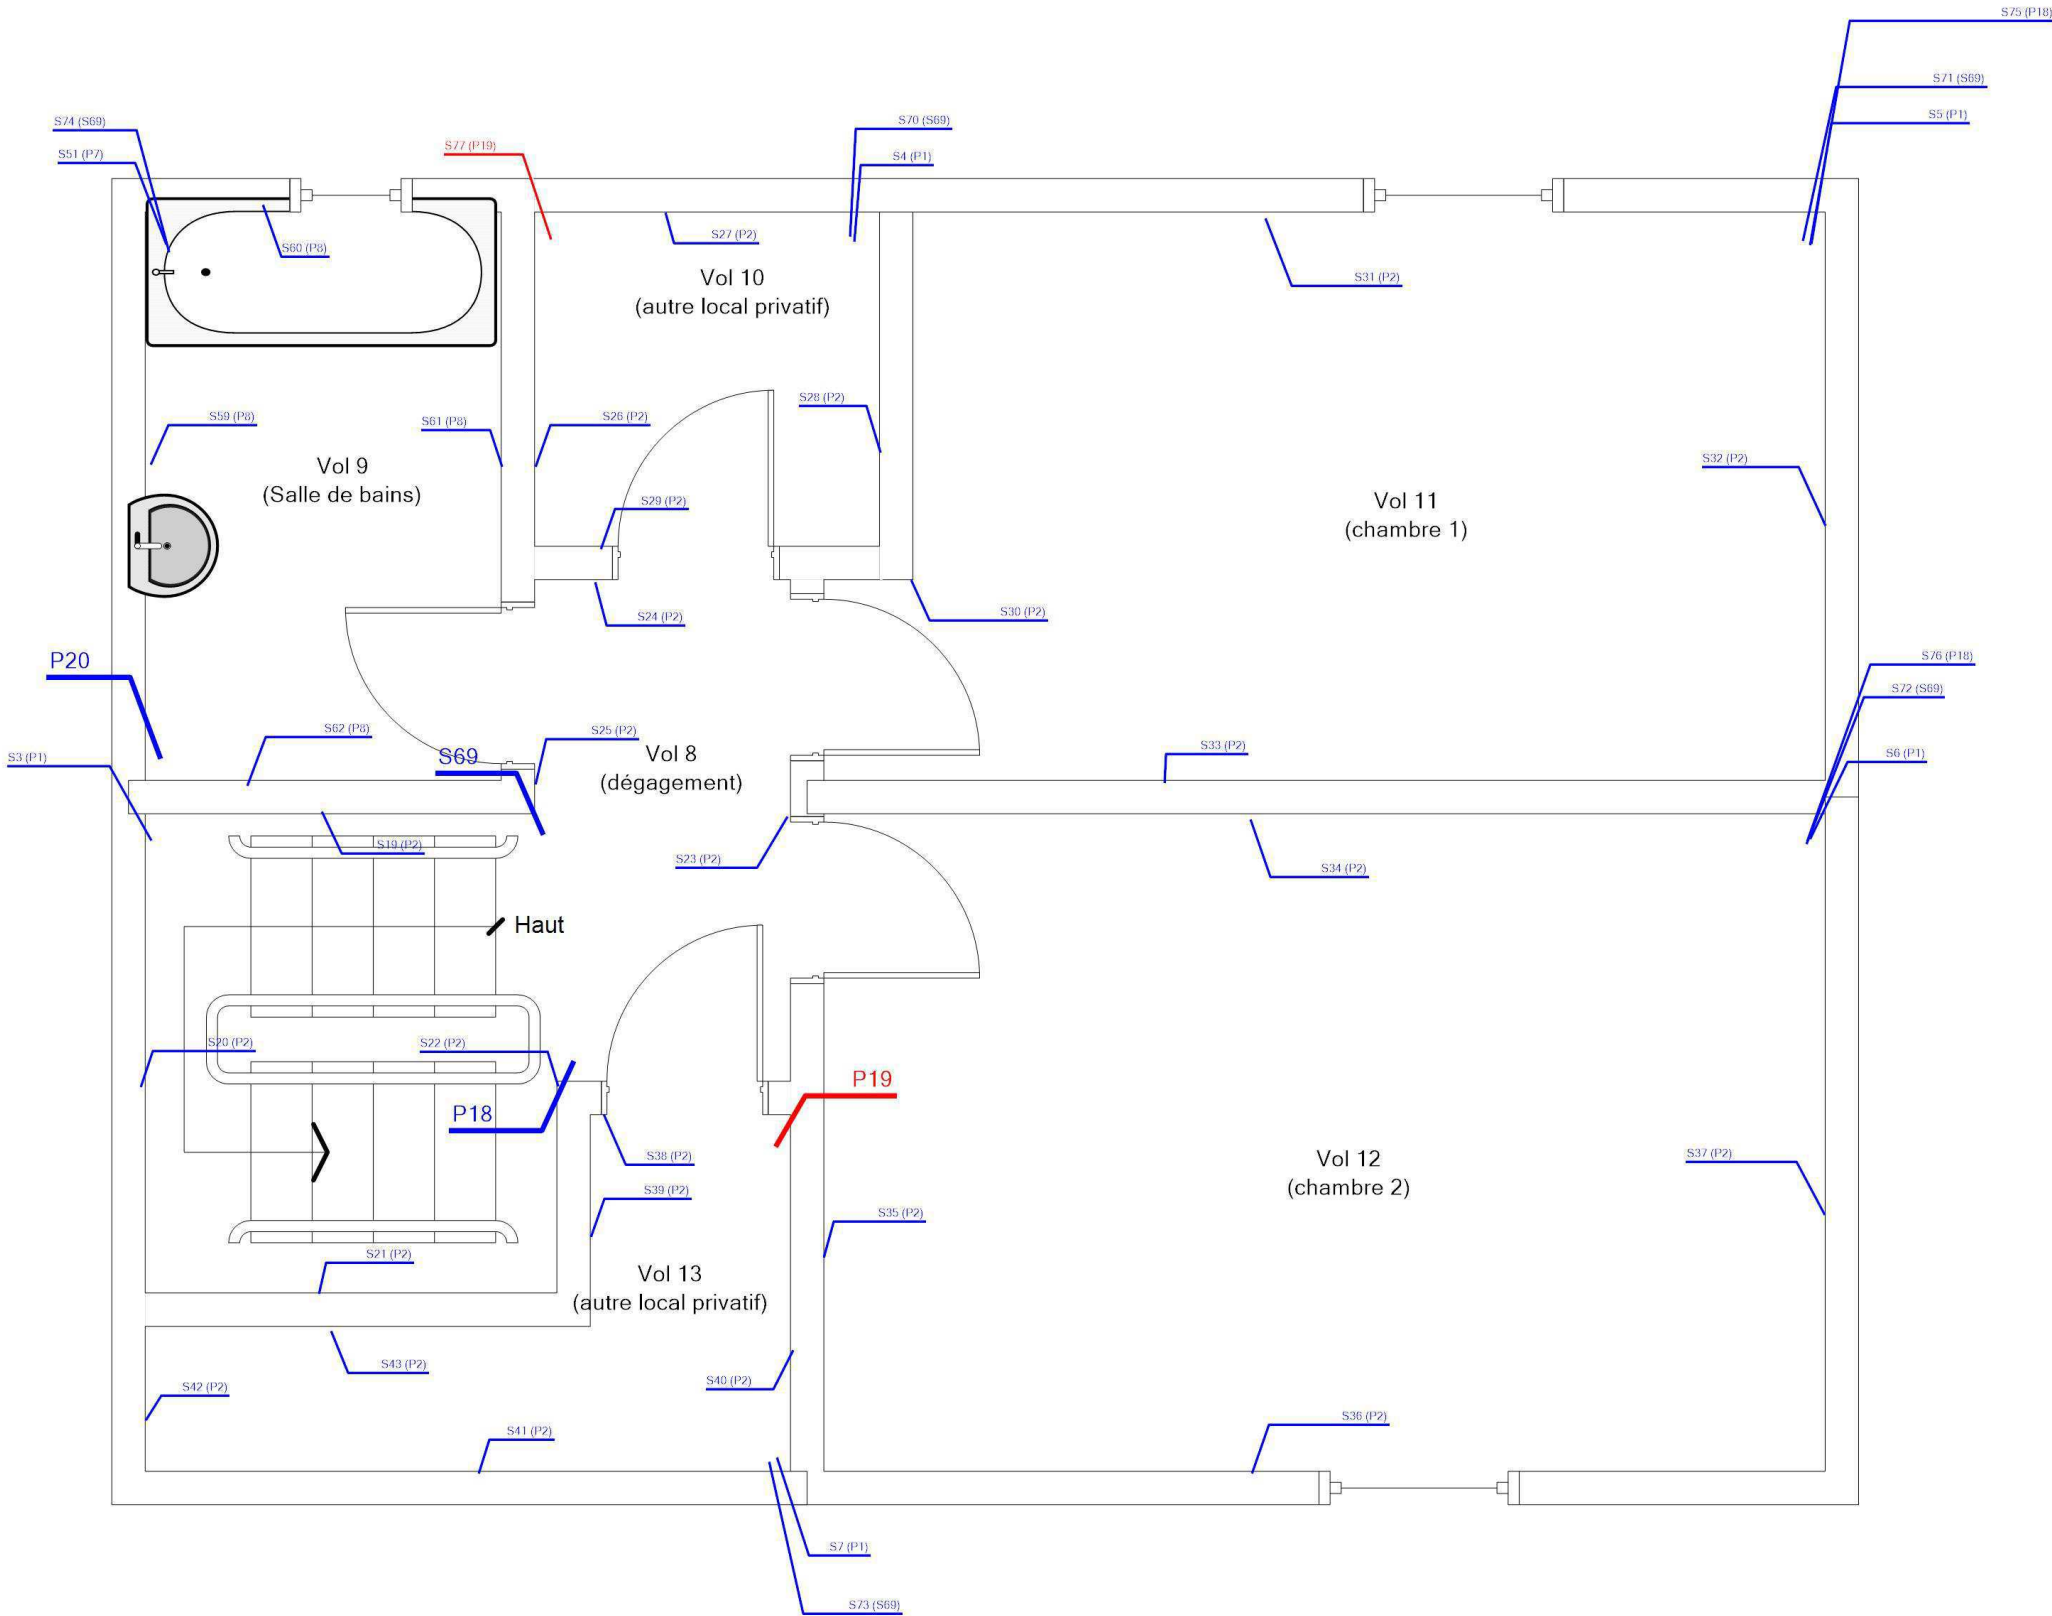 S75 (P18)
S71 (S69)
S5 (P1)
S74 (S69)
S51 (P7)
S77 (P19)
S70 (S69)
S4 (P1)
S60 (P8)
S27 (P2)
Vol 10
(autre local privatif)
S31 (P2)
S59 (P8)
S61 (P8)
S26 (P2)
S28 (P2)
Vol 9
(Salle de bains)
S32 (P2)
S29 (P2)
Vol 11
(chambre 1)
S24 (P2)
S30 (P2)
P20
S76 (P18)
S72 (S69)
S62 (P8)
S25 (P2)
S3 (P1)
S69
Vol 8
(dégagement)
S33 (P2)
S6 (P1)
S19 (P2)
S23 (P2)
S34 (P2)
Haut
S20 (P2)
S22 (P2)
P19
P18
S38 (P2)
Vol 12
(chambre 2)
S37 (P2)
S39 (P2)
S35 (P2)
S21 (P2)
Vol 13
(autre local privatif)
S43 (P2)
S42 (P2)
S40 (P2)
S36 (P2)
S41 (P2)
S7 (P1)
S73 (S69)